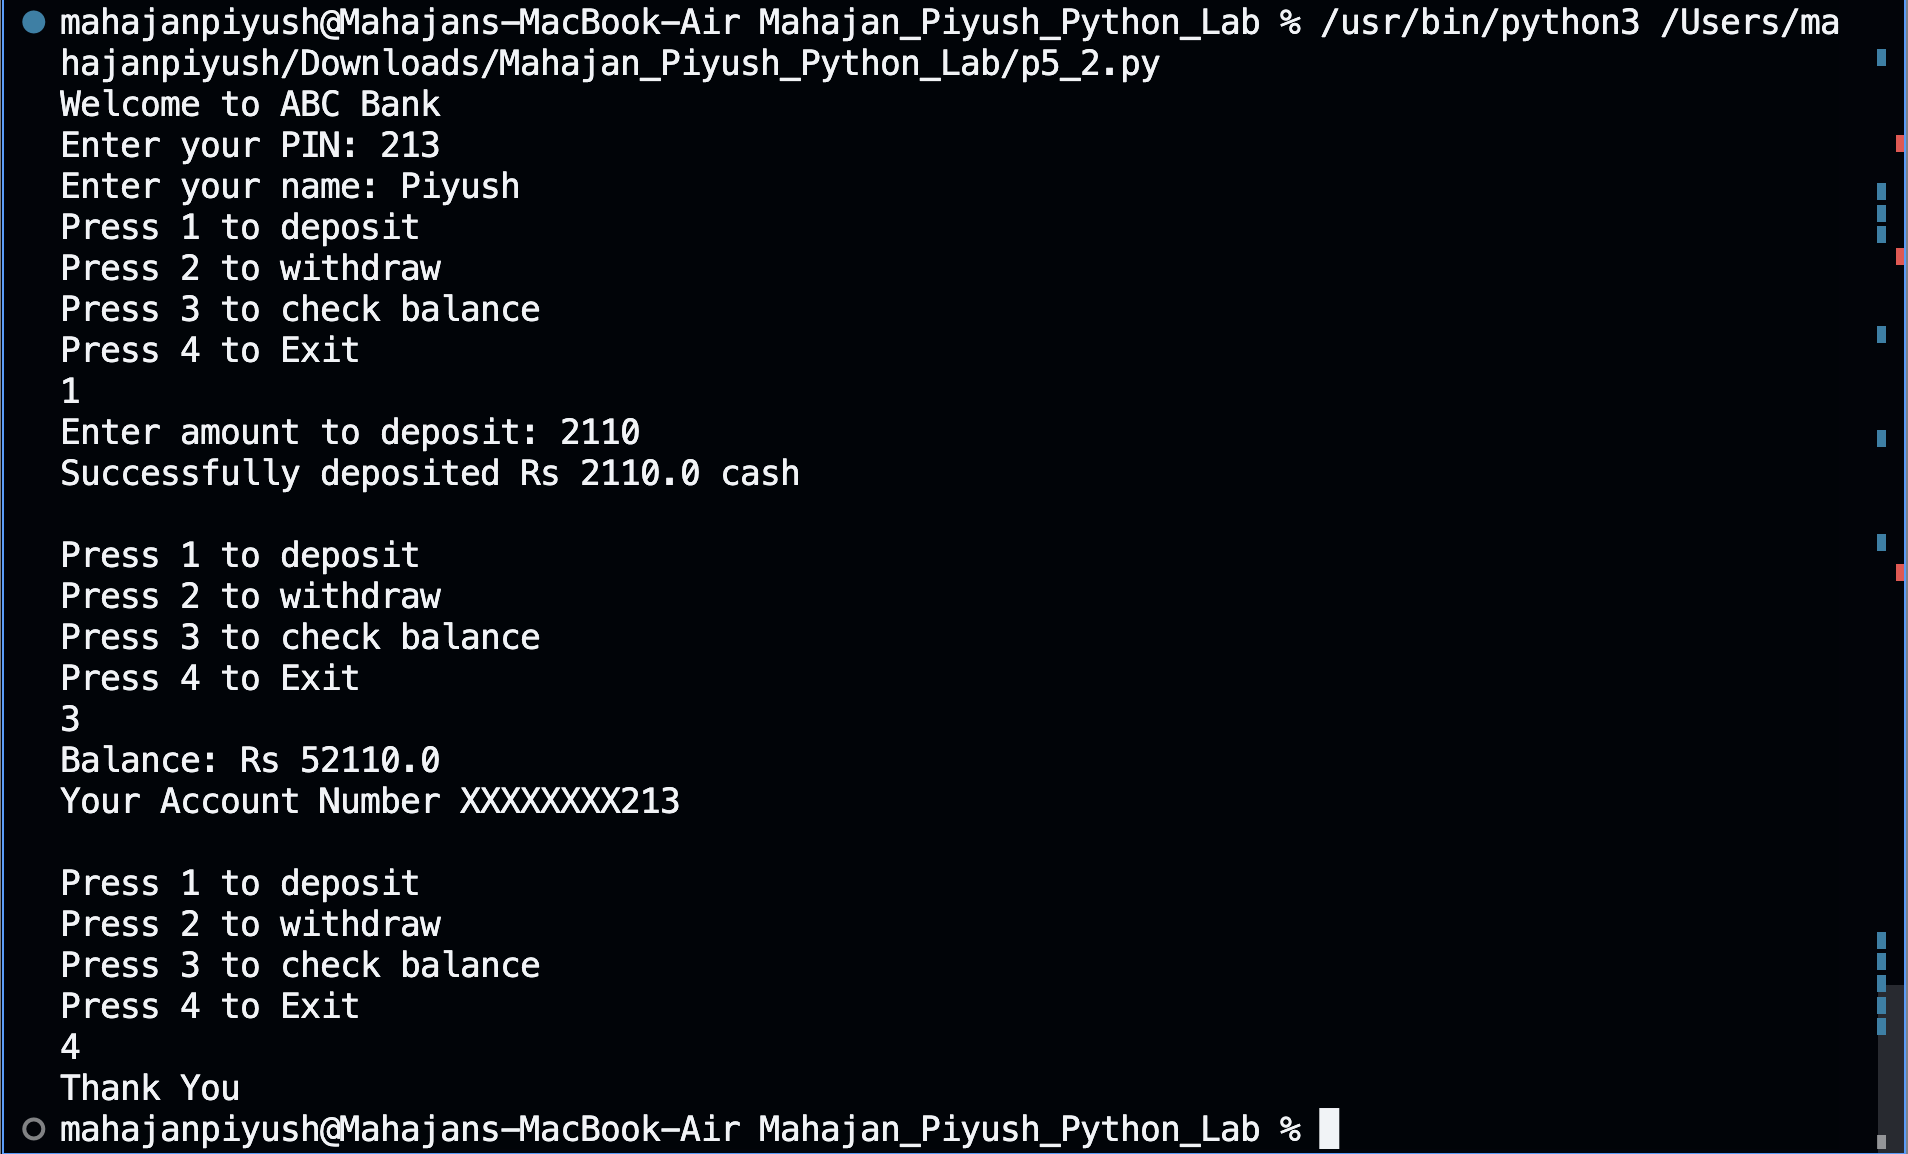 mahajanpiyush@Mahajans-MacBook-Air Mahajan_Piyush_Python_Lab % /usr/bin/python3 /Users/ma
hajanpiyush/Downloads/Mahajan_Piyush_Python_Lab/p5_2.py
Welcome to ABC Bank
Enter your PIN: 213
Enter your name: Piyush
Press 1 to deposit
Press 2 to withdraw
Press 3 to check balance
Press 4 to Exit
1
Enter amount to deposit: 2110
Successfully deposited Rs 2110.0 cash
Press 1 to deposit
Press 2 to withdraw
Press 3 to check balance
Press 4 to Exit
3
Balance: Rs 52110.0
Your Account Number XXXXXXXX213
Press 1 to deposit
Press 2 to withdraw
Press 3 to check balance
Press 4 to Exit
4
Thank You
mahajanpiyush@Mahajans-MacBook-Air Mahajan_Piyush_Python_Lab %